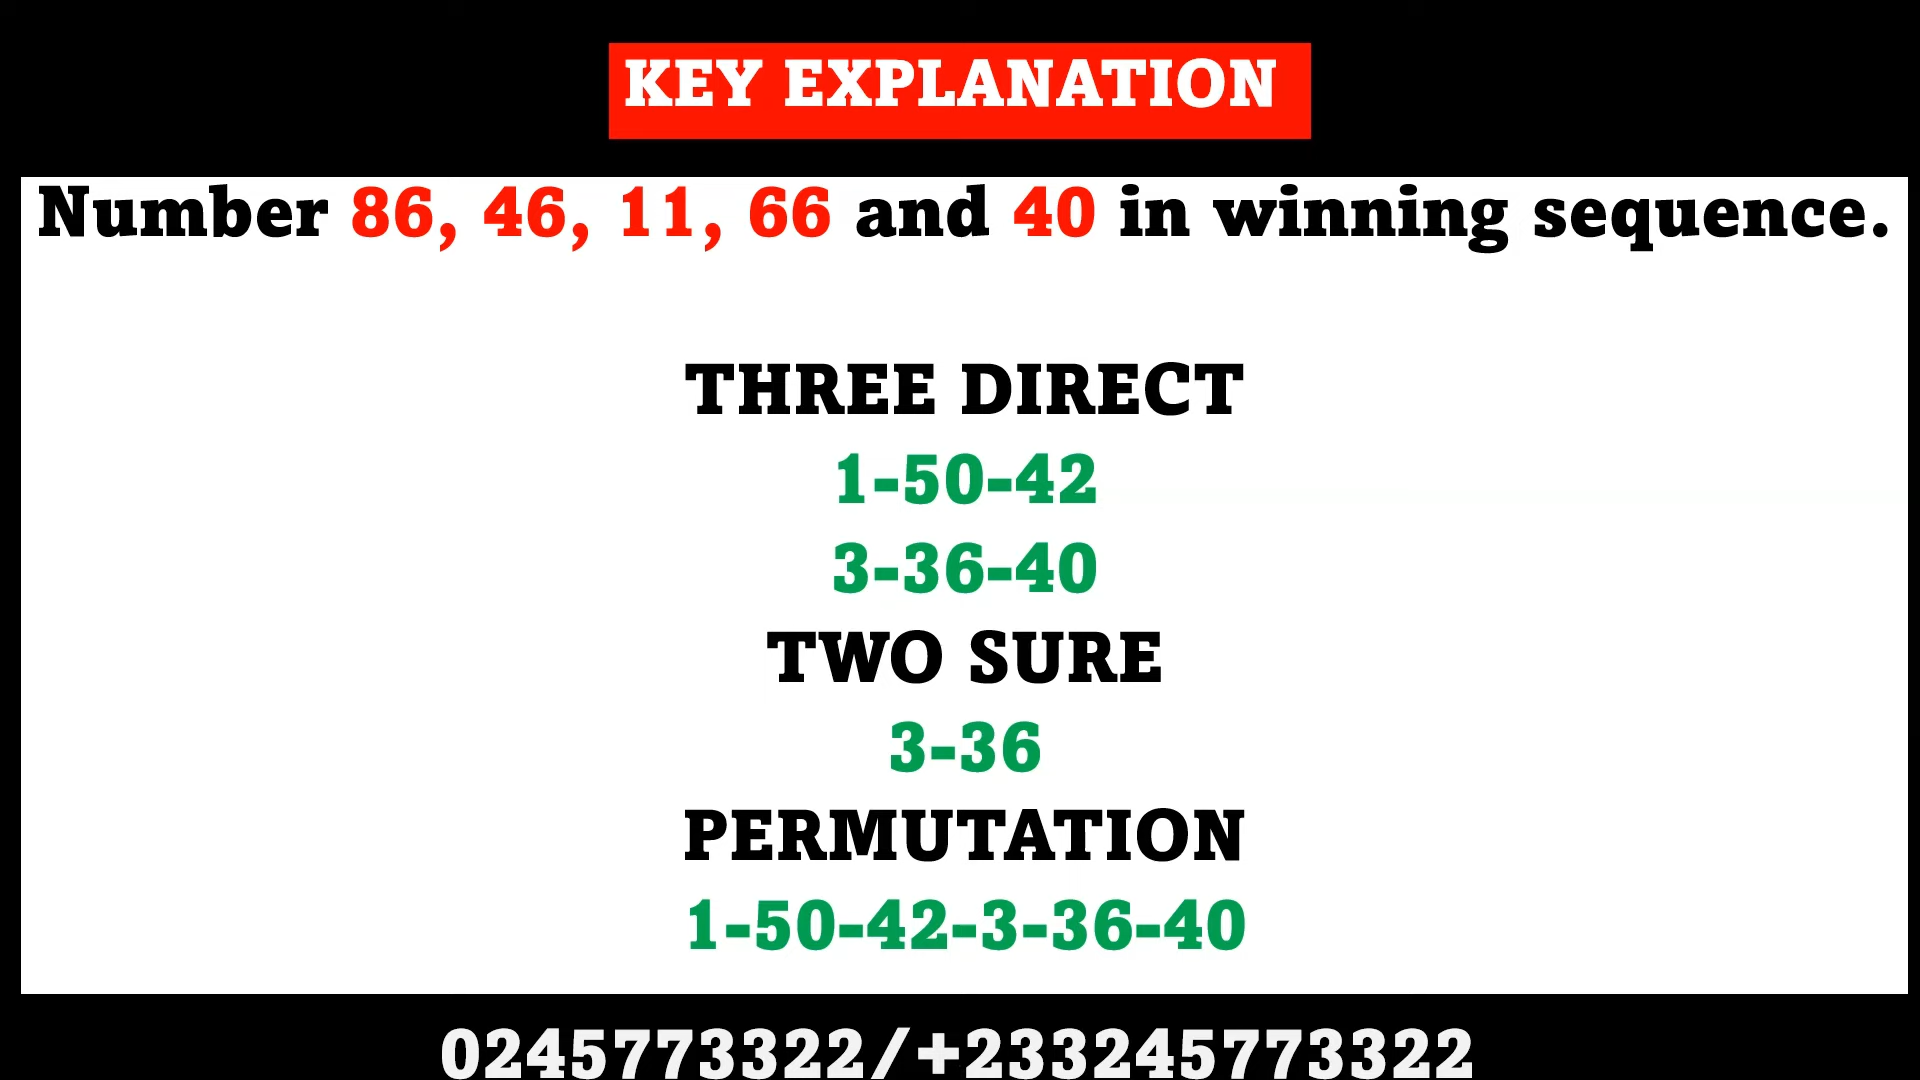 KEY EXPLANATION
Number 86, 46, 11, 66 and 40 in winning sequence.
THREE DIRECT
1-50-42
3-36-40
TWO SURE
3-36
PERMUTATION
1-50-42-3-36-40
0245773322/+233245773322